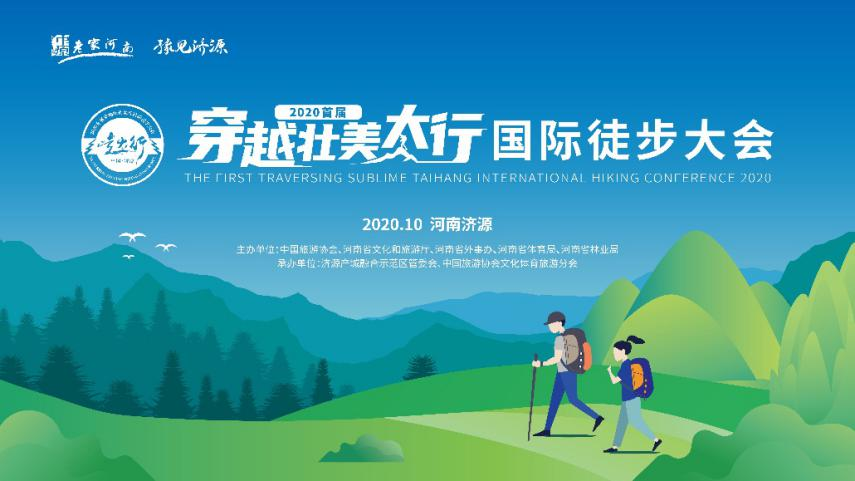 老家河南 豫见济源
2020首届
穿越壮美太行国际徒步大会
THE FIRST TRAVERSING SUBLIME TAIHANG INTERNATIONAL HIKING CONFERENCE 2020
2020.10 河南济源
主办单位:中国旅游协会、河南省文化和旅游厅、河南省外事办、河南省体育局、河南省林业局
承办单位:济源产城融合示范区管委会、中国旅游协会文化体育旅游分会